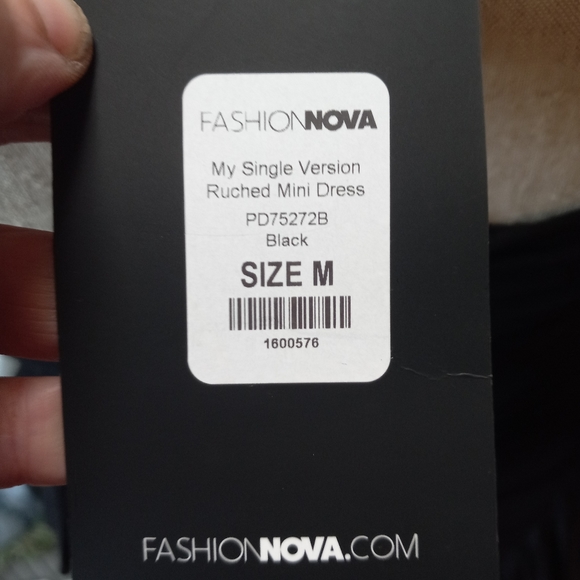 FASHIONNOVA
My Single Version
Ruched Mini Dress
PD75272B
Black
SIZE M
1600576
FASHIONNOVA.COM